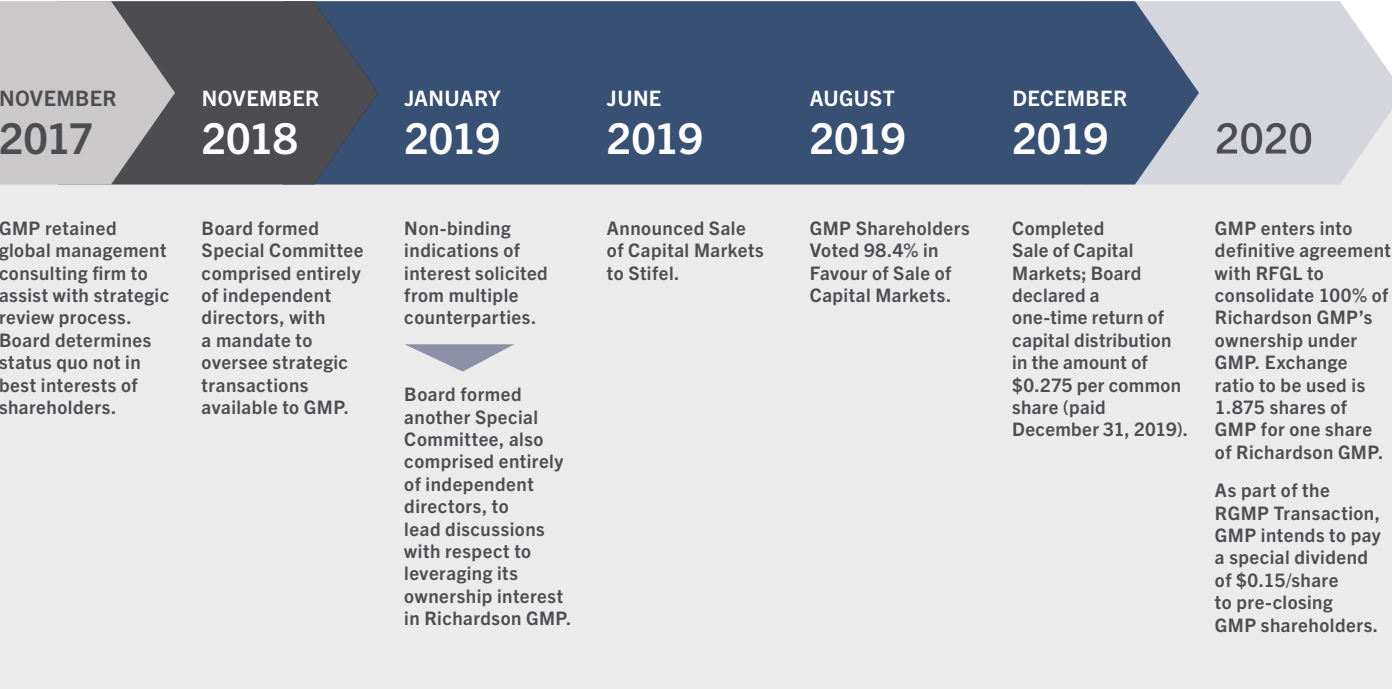 NOVEMBER
2017
GMP retained
global management
consulting firm to
assist with strategic
review process.
Board determines
status quo not in
best interests of
shareholders.
NOVEMBER
2018
Board formed
Special Committee
comprised entirely
of independent
directors, with
a mandate to
oversee strategic
transactions
available to GMP.
JANUARY
2019
Non-binding
indications of
interest solicited
from multiple
counterparties.
Board formed
another Special
Committee, also
comprised entirely
of independent
directors, to
lead discussions
with respect to
leveraging its
ownership interest
in Richardson GMP.
JUNE
2019
Announced Sale
of Capital Markets
to Stifel.
AUGUST
2019
GMP Shareholders
Voted 98.4% in
Favour of Sale of
Capital Markets.
DECEMBER
2019
Completed
Sale of Capital
Markets; Board
declared a
one-time return of
capital distribution
in the amount of
$0.275 per common
share (paid
December 31, 2019).
2020
GMP enters into
definitive agreement
with RFGL to
consolidate 100% of
Richardson GMP’s
ownership under
GMP. Exchange
ratio to be used is
1.875 shares of
GMP for one share
of Richardson GMP.
As part of the
RGMP Transaction,
GMP intends to pay
a special dividend
of $0.15/share
to pre-closing
GMP shareholders.